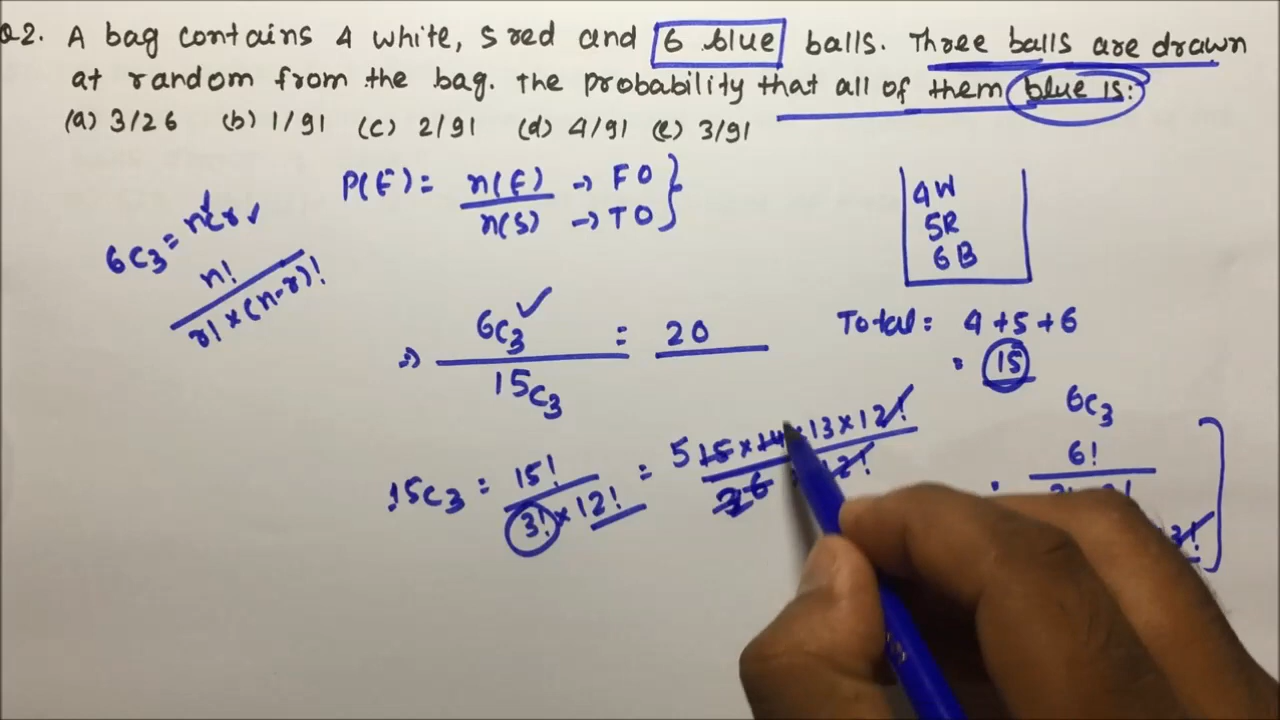 Q2. A bag contains 4 white, 5 red and 6 blue balls. Three balls are drawn
at random from the bag. The probability that all of them blue is:
(a) 3/26 (b) 1/91 (c) 2/91 (d) 4/91 (e) 3/91
P(E) = n(E) → FO
n(S) → TO
6C3 = nCr ✓
n!
r! × (n-r)!
4W
5R
6B
6C3 ✓ = 20
15C3
Total = 4+5+6
= 15
15C3 = 15! = 5 15 × 14 × 13 × 12!
3! × 12!
6C3
6!